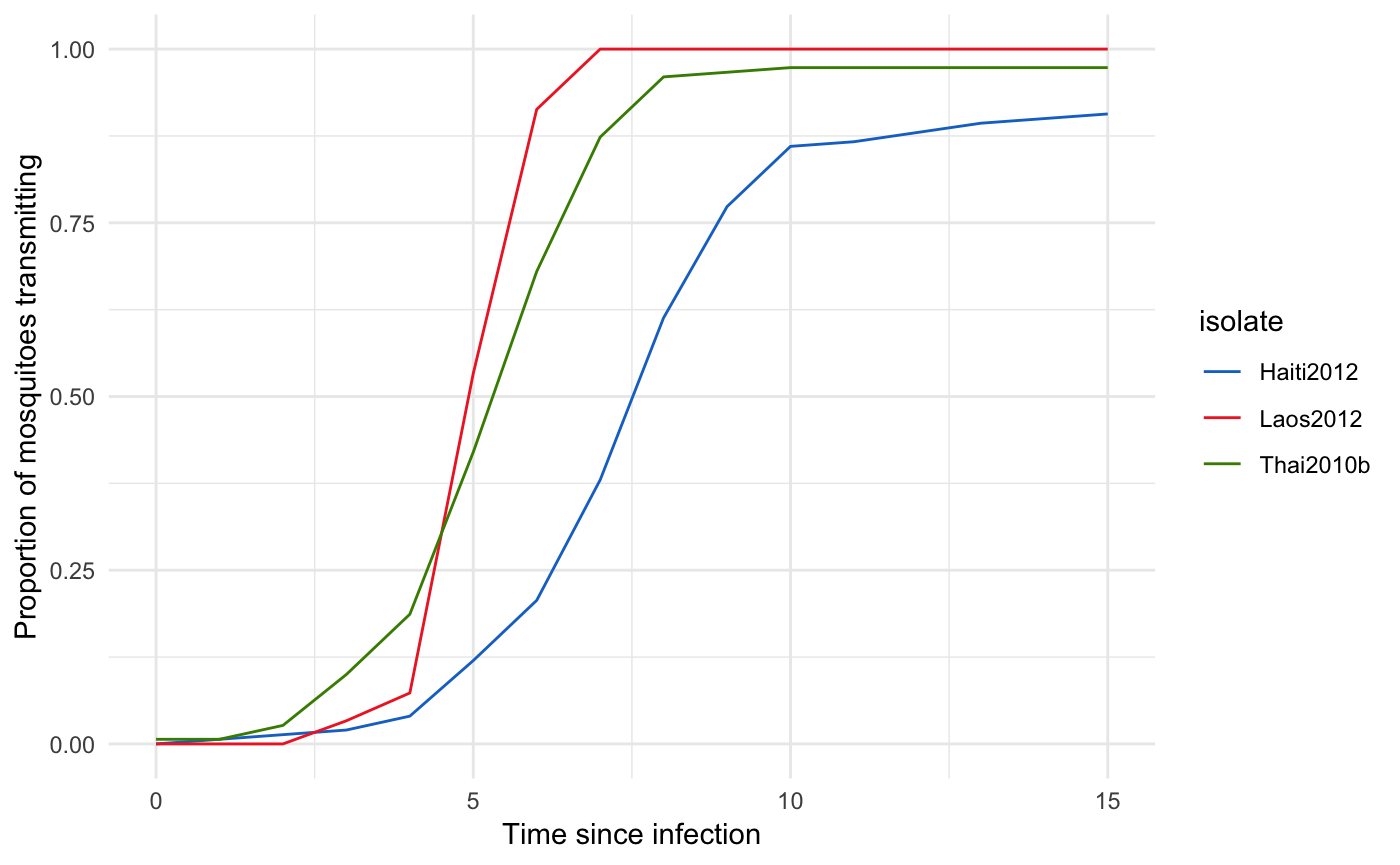 1.00
0.75
0.50
0.25
0.00
Proportion of mosquitoes transmitting
0
5
10
15
Time since infection
isolate
Haiti2012
Laos2012
Thai2010b